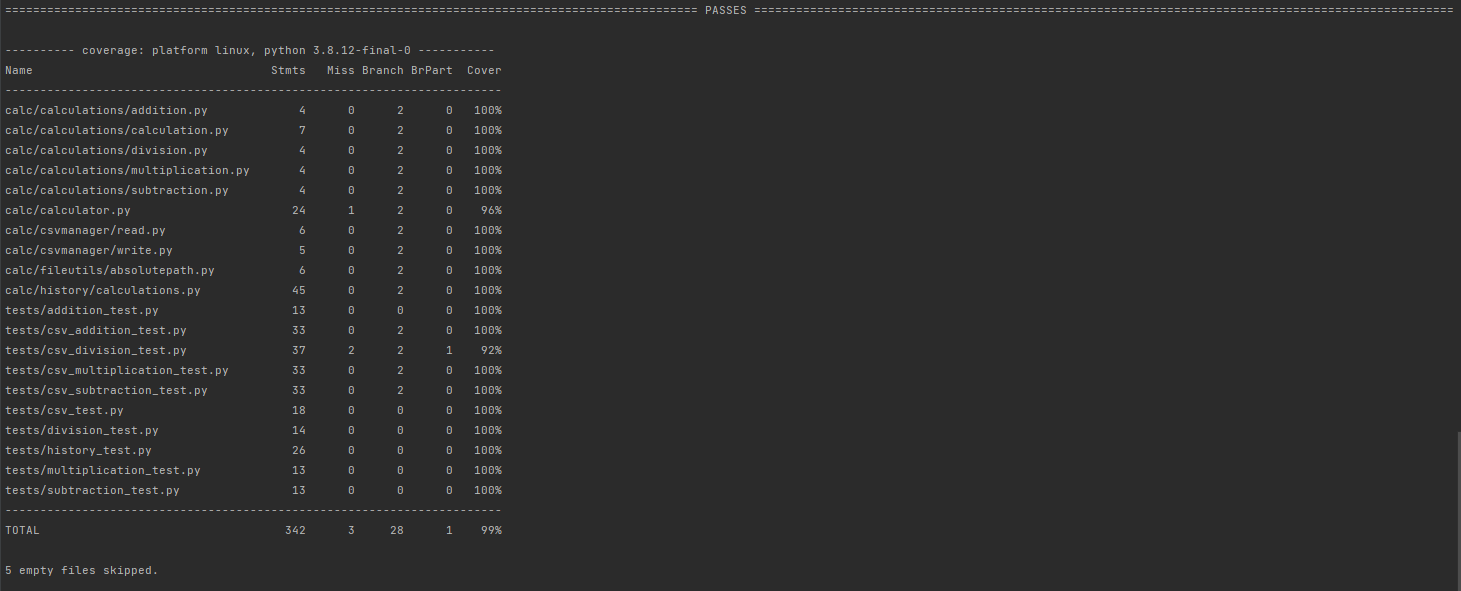 =================================================================================================== PASSES ====================================================================================================
---------- coverage: platform linux, python 3.8.12-final-0 -----------
Name                                  Stmts   Miss Branch BrPart  Cover
-----------------------------------------------------------------------
calc/calculations/addition.py             4      0      2      0   100%
calc/calculations/calculation.py          7      0      2      0   100%
calc/calculations/division.py             4      0      2      0   100%
calc/calculations/multiplication.py       4      0      2      0   100%
calc/calculations/subtraction.py          4      0      2      0   100%
calc/calculator.py                       24      1      2      0    96%
calc/csvmanager/read.py                   6      0      2      0   100%
calc/csvmanager/write.py                  5      0      2      0   100%
calc/fileutils/absolutepath.py            6      0      2      0   100%
calc/history/calculations.py             45      0      2      0   100%
tests/addition_test.py                   13      0      0      0   100%
tests/csv_addition_test.py               33      0      2      0   100%
tests/csv_division_test.py               37      2      2      1    92%
tests/csv_multiplication_test.py         33      0      2      0   100%
tests/csv_subtraction_test.py            33      0      2      0   100%
tests/csv_test.py                        18      0      0      0   100%
tests/division_test.py                   14      0      0      0   100%
tests/history_test.py                    26      0      0      0   100%
tests/multiplication_test.py             13      0      0      0   100%
tests/subtraction_test.py                13      0      0      0   100%
-----------------------------------------------------------------------
TOTAL                                   342      3     28      1    99%
5 empty files skipped.